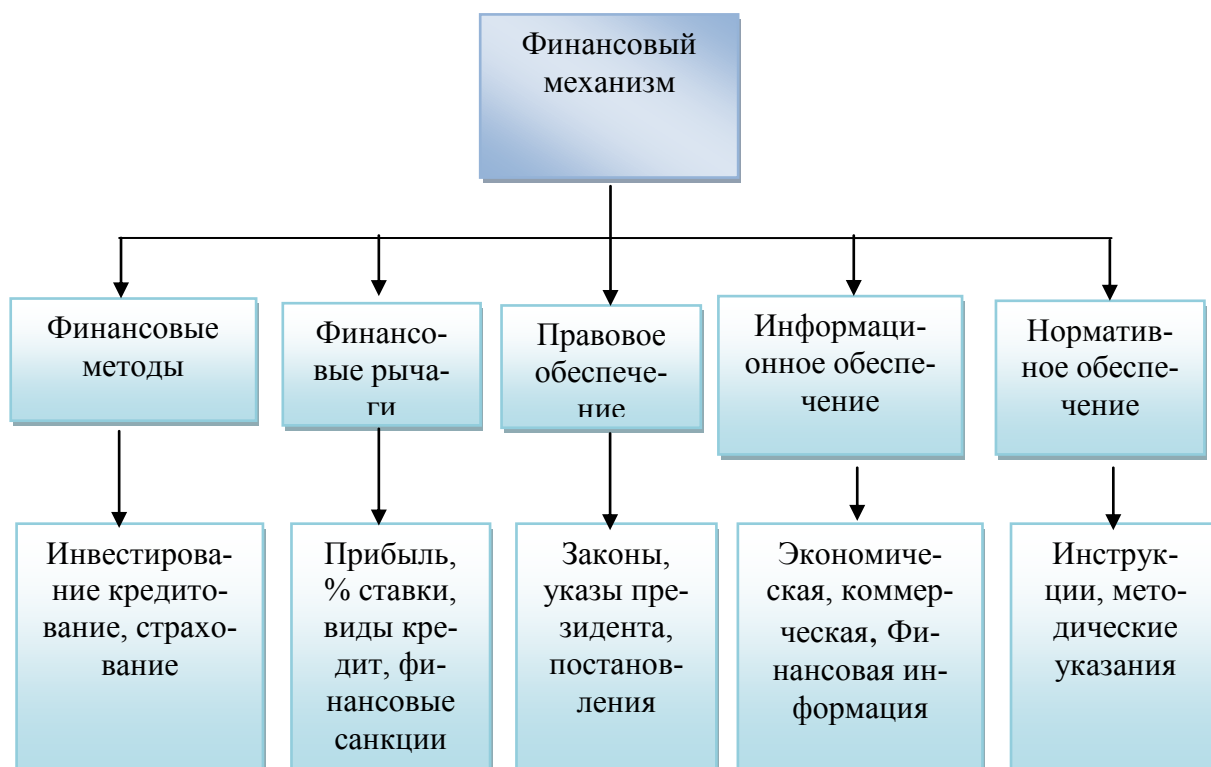 Финансовый
механизм
Финансовые
методы
Финансо-
вые рыча-
ги
Правовое
обеспече-
ние
Информаци-
онное обеспе-
чение
Норматив-
ное обеспе-
чение
Инвестирова-
ние кредито-
вание, страхо-
вание
Прибыль,
% ставки,
виды кре-
дит, фи-
нансовые
санкции
Законы,
указы пре-
зидента,
постанов-
ления
Экономиче-
ская, коммер-
ческая, Фи-
нансовая ин-
формация
Инструк-
ции, мето-
дические
указания